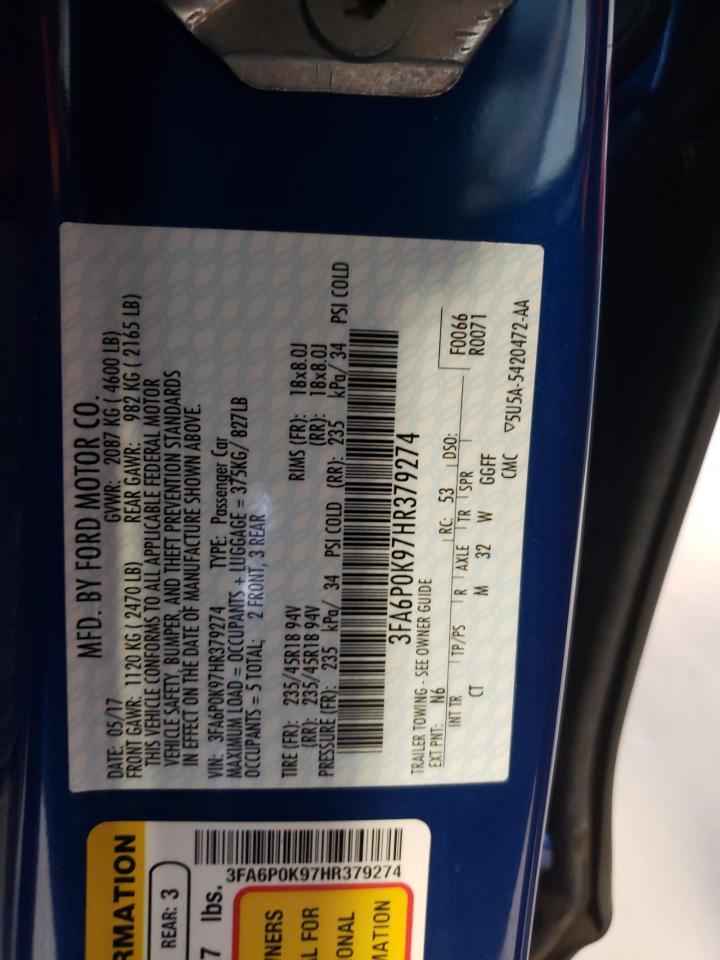 MFD. BY FORD MOTOR CO.
DATE: 05/17 GVWR: 2087 KG ( 4600 LB)
FRONT GAWR: 1120 KG (2470 LB) REAR GAWR: 982 KG ( 2165 LB)
THIS VEHICLE CONFORMS TO ALL APPLICABLE FEDERAL MOTOR
VEHICLE SAFETY, BUMPER, AND THEFT PREVENTION STANDARDS
IN EFFECT ON THE DATE OF MANUFACTURE SHOWN ABOVE.
VIN: 3FA6P0K97HR379274 TYPE: Passenger Car
MAXIMUM LOAD = OCCUPANTS + LUGGAGE = 375KG/ 827LB
OCCUPANTS = 5 TOTAL; 2 FRONT, 3 REAR
TIRE (FR): 235/45R18 94V RIMS (FR): 18x8.0J
(RR): 235/45R18 94V (RR): 18x8.0J
PRESSURE (FR): 235 kPa/ 34 PSI COLD (RR): 235 kPa/ 34 PSI COLD
3FA6P0K97HR379274
TRAILER TOWING - SEE OWNER GUIDE
EXT PNT: N6 RC: 53 DSO: F0066
R0071
INT TR TP/PS R AXLE TR SPR
CT M 32 W GGFF
CMC ▽5U5A-5420472-AA
RMATION
REAR: 3
7 lbs.
3FA6P0K97HR379274
NERS
AL FOR
ONAL
MATION